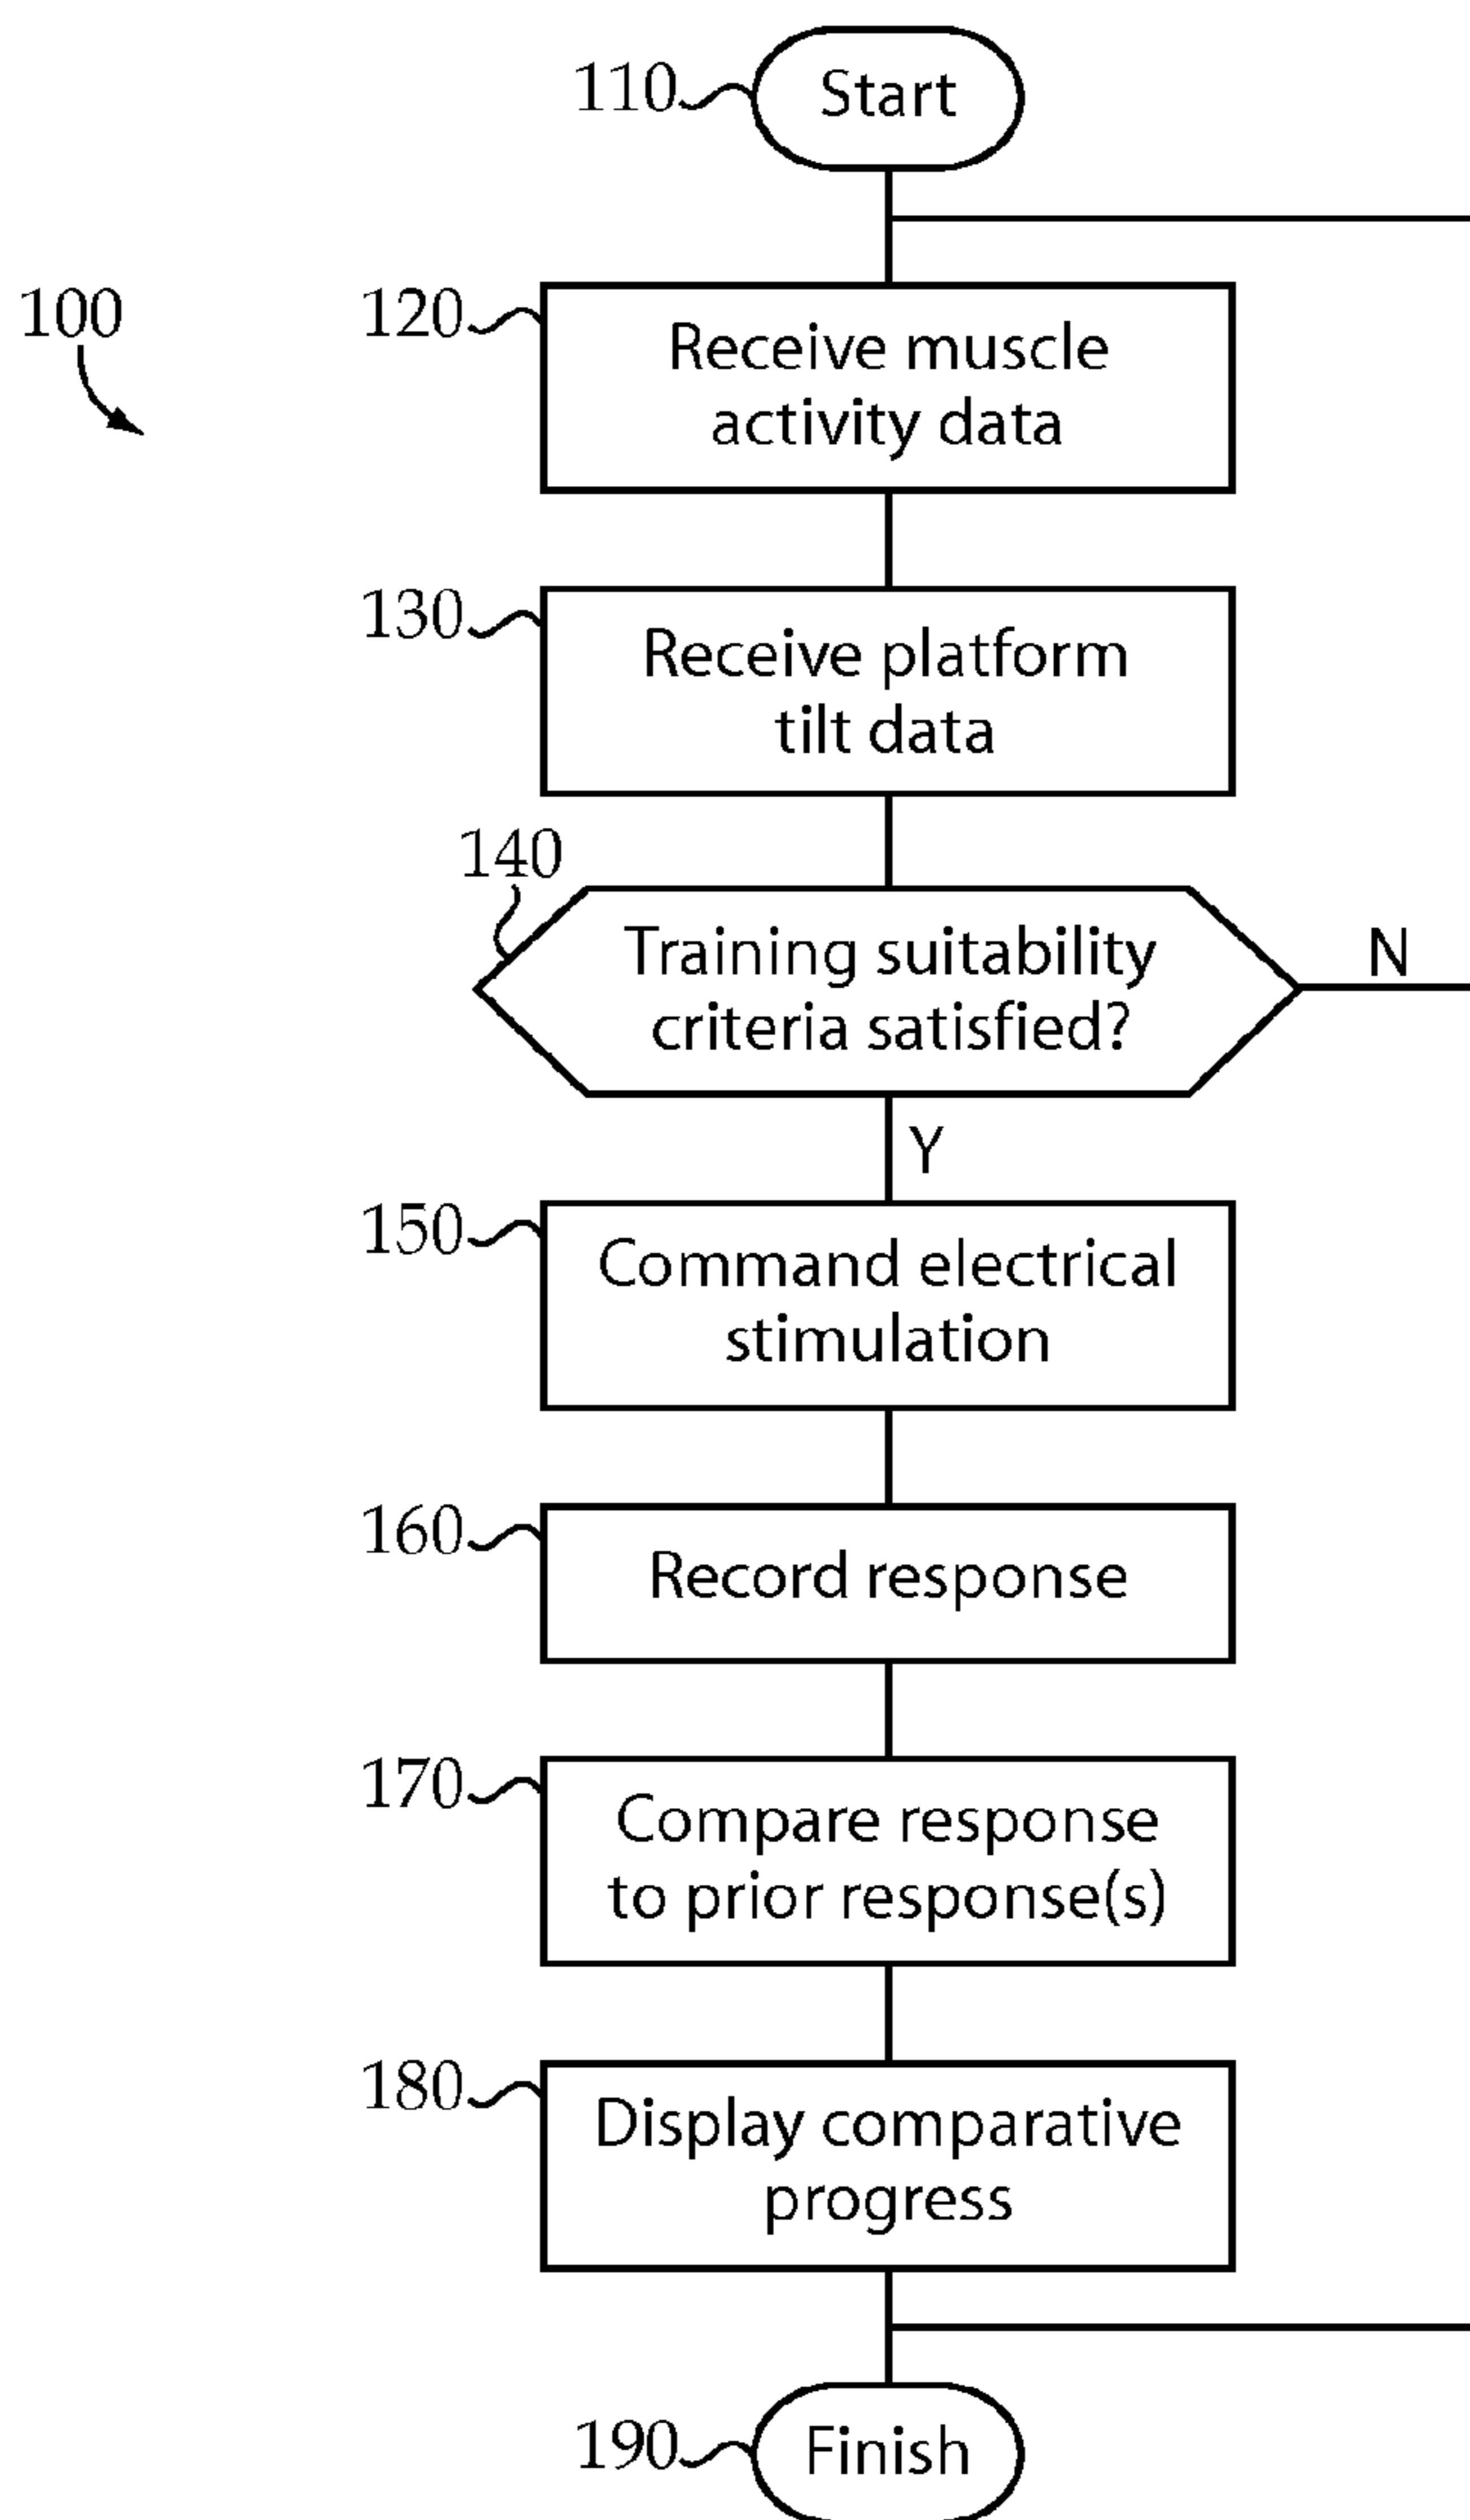 110
Start
100
120
Receive muscle
activity data
130
Receive platform
tilt data
140
Training suitability
criteria satisfied?
N
Y
150
Command electrical
stimulation
160
Record response
170
Compare response
to prior response(s)
180
Display comparative
progress
190
Finish